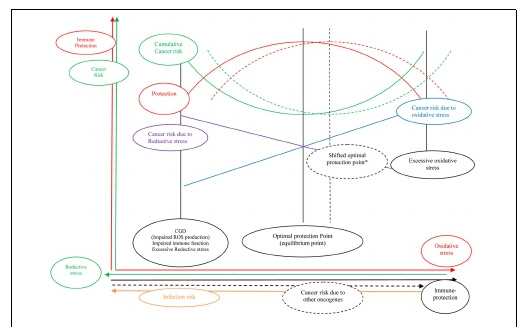 Immune
Protection
Cancer
Risk
Cumulative
Cancer risk
Protection
Cancer risk due to
Reductive stress
Cancer risk due to
oxidative stress
Shifted optimal
protection point*
Excessive oxidative
stress
CGD
(Impaired ROS production)
Impaired immune function
Excessive Reductive stress
Optimal protection Point
(equilibrium point)
Oxidative
stress
Reductive
stress
Infection risk
Cancer risk due to
other oncogenes
Immune-
protection